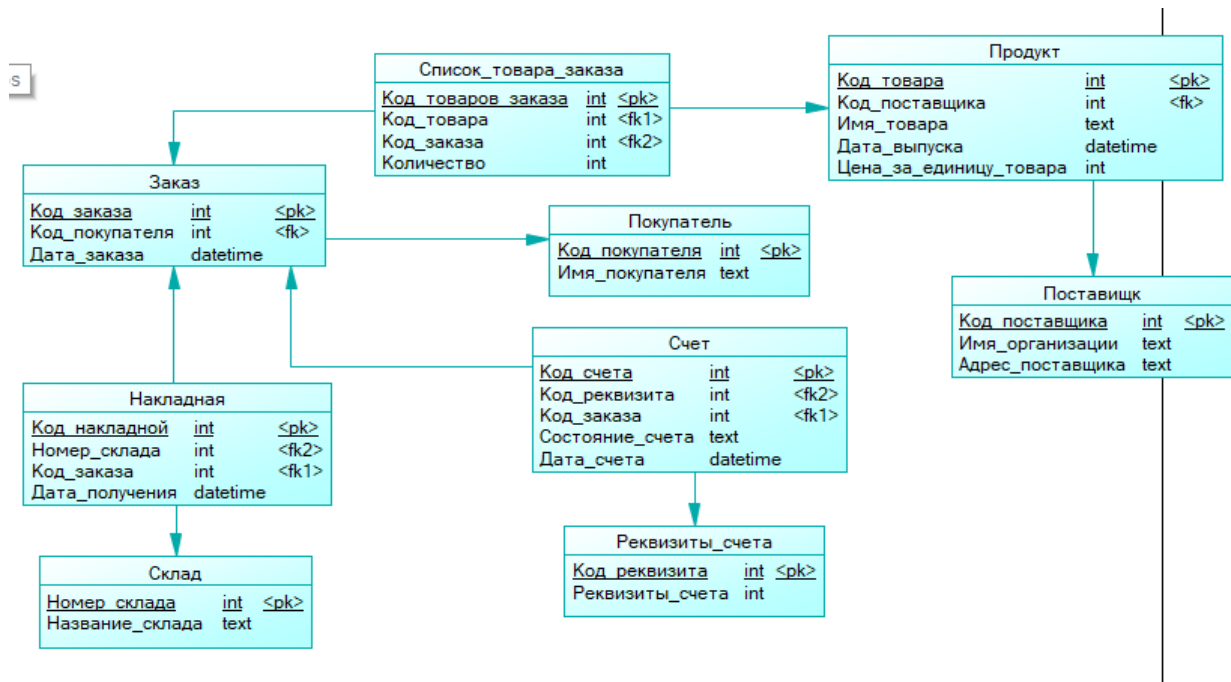 os
Список_товара_заказа
Код_товаров_заказа int <pk>
Код_товара int <fk1>
Код_заказа int <fk2>
Количество int
Продукт
Код_товара int <pk>
Код_поставщика int <fk>
Имя_товара text
Дата_выпуска datetime
Цена_за_единицу_товара int
Заказ
Код_заказа int <pk>
Код_покупателя int <fk>
Дата_заказа datetime
Покупатель
Код_покупателя int <pk>
Имя_покупателя text
Поставищк
Код_поставщика int <pk>
Имя_организации text
Адрес_поставщика text
Счет
Код_счета int <pk>
Код_реквизита int <fk2>
Код_заказа int <fk1>
Состояние_счета text
Дата_счета datetime
Накладная
Код_накладной int <pk>
Номер_склада int <fk2>
Код_заказа int <fk1>
Дата_получения datetime
Реквизиты_счета
Код_реквизита int <pk>
Реквизиты_счета int
Склад
Номер_склада int <pk>
Название_склада text